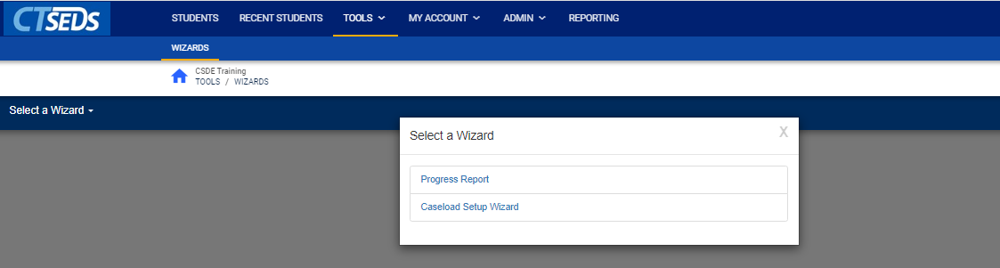 CTSEDS
STUDENTS RECENT STUDENTS TOOLS MY ACCOUNT ADMIN REPORTING
WIZARDS
CSDE Training
TOOLS / WIZARDS
Select a Wizard
Select a Wizard X
Progress Report
Caseload Setup Wizard